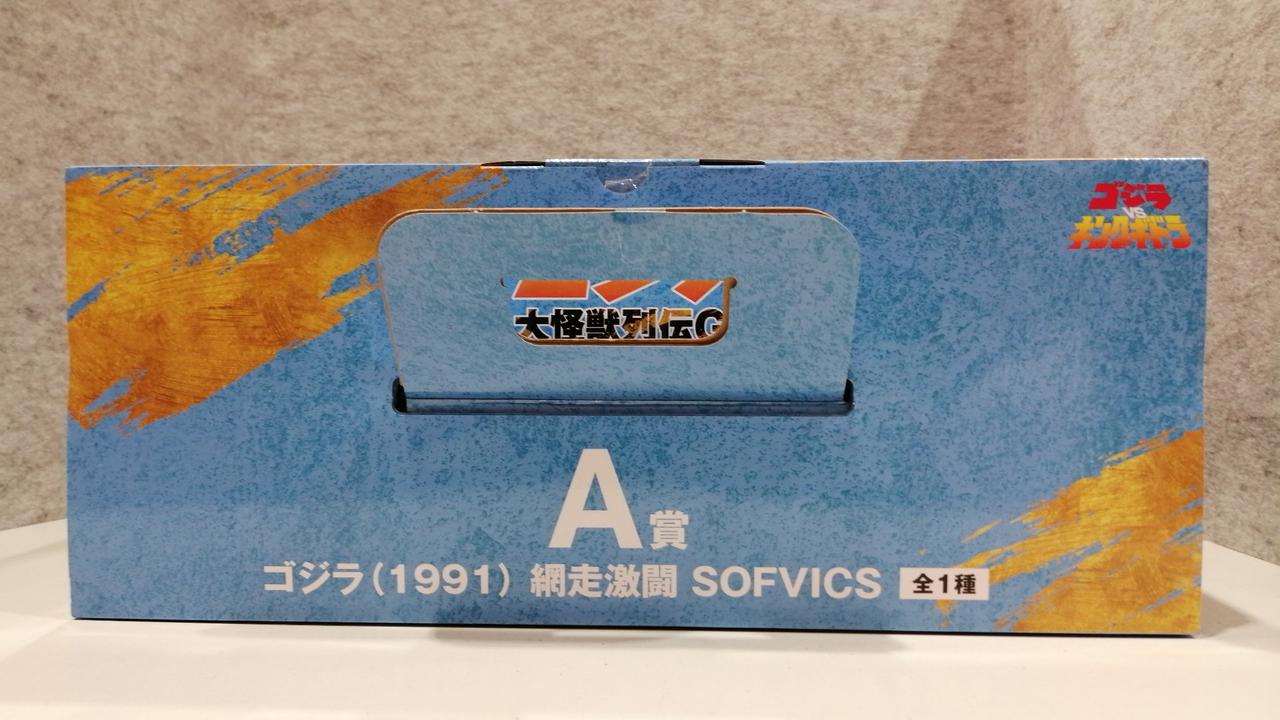 ゴジラ
VS
キングギドラ
大怪獣列伝G
A賞
ゴジラ(1991) 網走激闘 SOFVICS 全1種